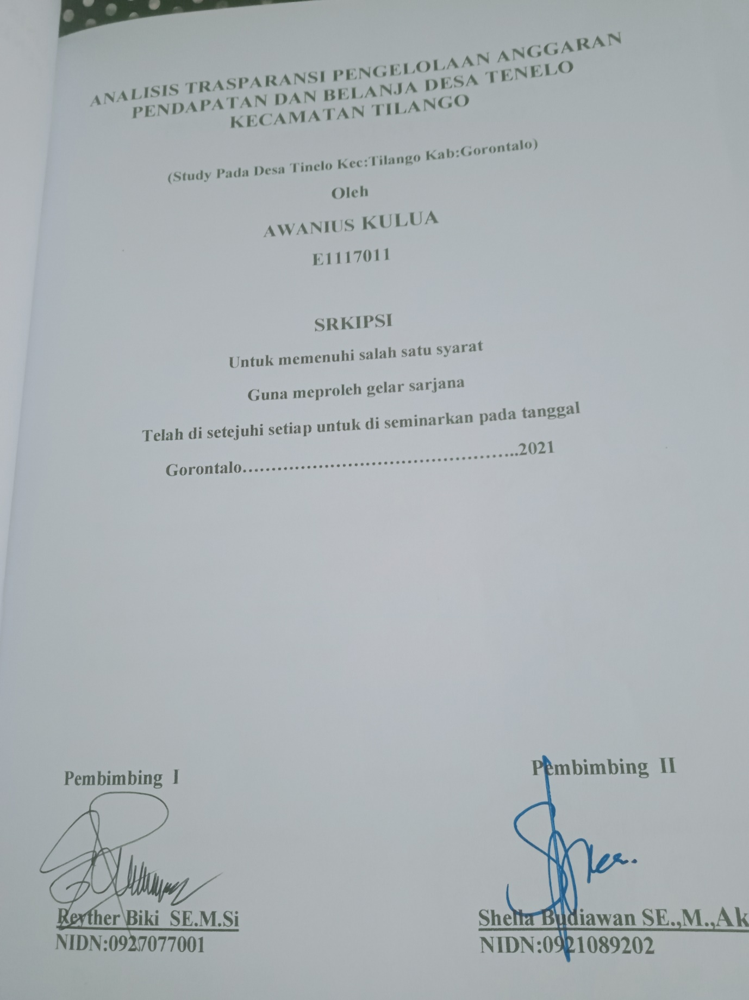 ANALISIS TRASPARANSI PENGELOLAAN ANGGARAN
PENDAPATAN DAN BELANJA DESA TENELO
KECAMATAN TILANGO
(Study Pada Desa Tinelo Kec:Tilango Kab:Gorontalo)
Oleh
AWANIUS KULUA
E1117011
SRKIPSI
Untuk memenuhi salah satu syarat
Guna meproleh gelar sarjana
Telah di setejuhi setiap untuk di seminarkan pada tanggal
Gorontalo……………………………………………..2021
Pembimbing I
Pembimbing II
Reyther Biki SE.M.Si
Shella Budiawan SE.,M.,Ak
NIDN:0927077001
NIDN:0921089202